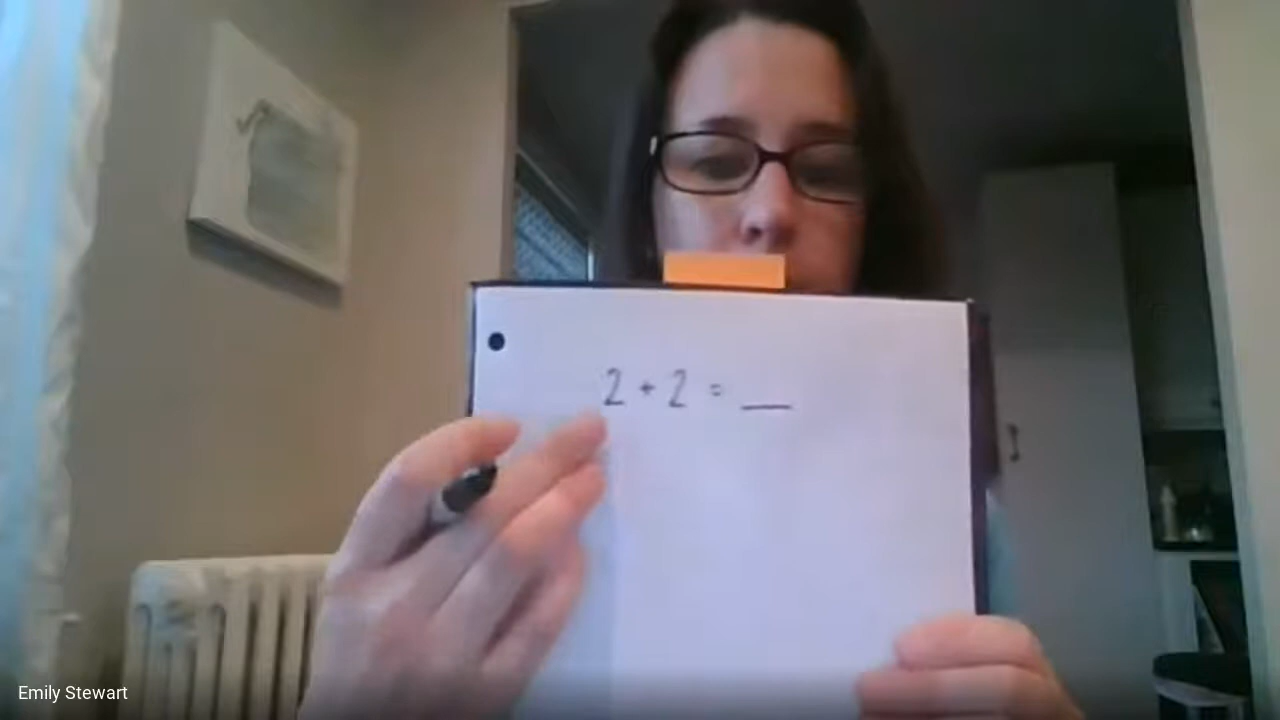 2 + 2 = __
Emily Stewart